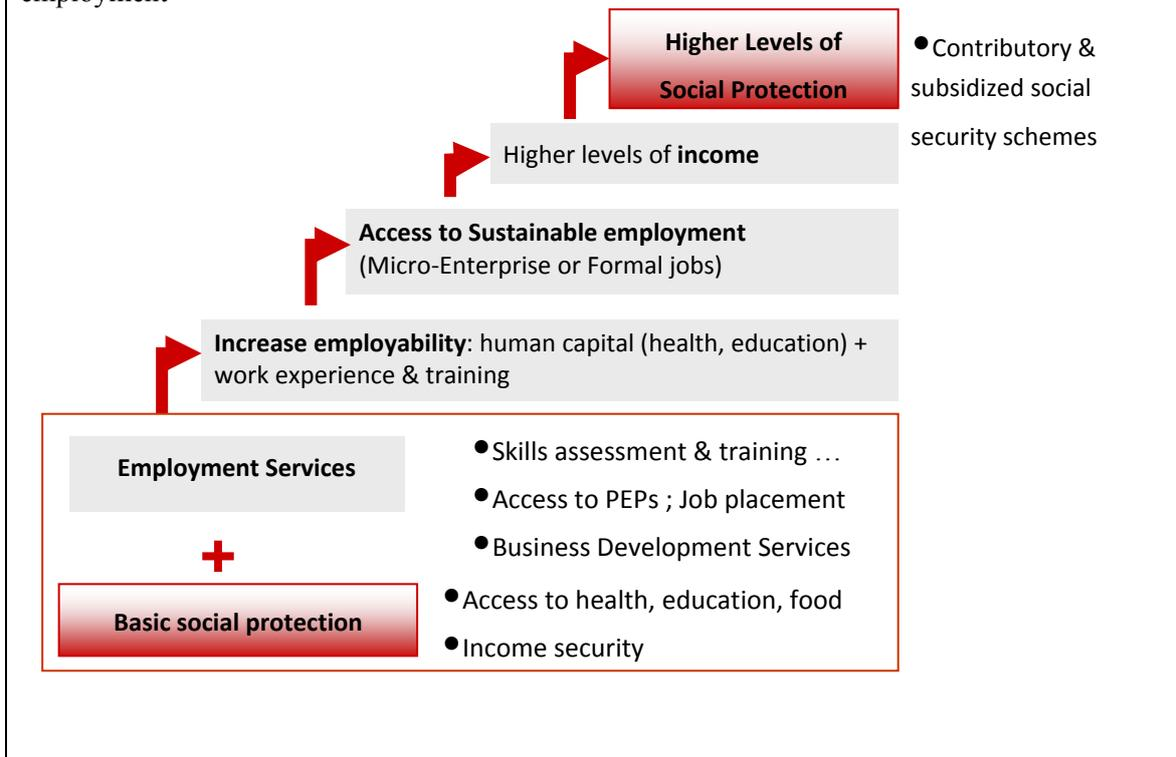 employment
Higher Levels of
Social Protection
●Contributory &
subsidized social
security schemes
Higher levels of income
Access to Sustainable employment
(Micro-Enterprise or Formal jobs)
Increase employability: human capital (health, education) +
work experience & training
Employment Services
●Skills assessment & training …
●Access to PEPs ; Job placement
●Business Development Services
+
Basic social protection
●Access to health, education, food
●Income security